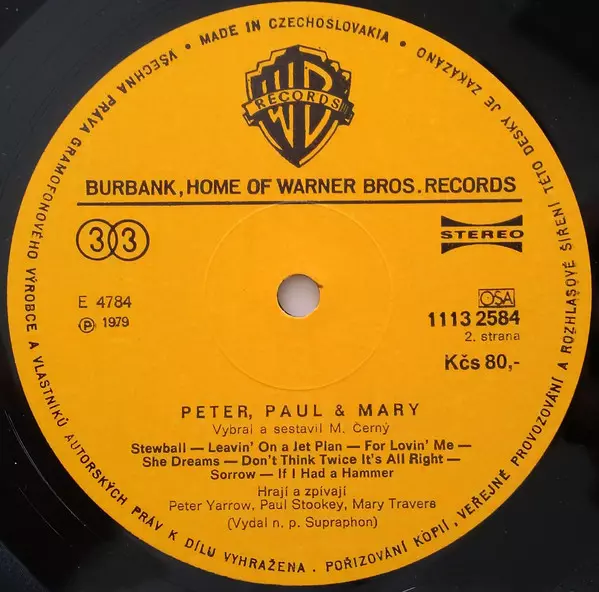 VŠECHNA PRÁVA GRAMOFONOVÉHO VÝROBCE A VLASTNÍKŮ AUTORSKÝCH PRÁV K DÍLU VYHRAŽENA. POŘIZOVÁNÍ KOPIÍ, VEŘEJNÉ PROVOZOVÁNÍ A ROZHLASOVÉ ŠÍŘENÍ TÉTO DESKY JE ZAKÁZÁNO
• MADE IN CZECHOSLOVAKIA •
WB
RECORDS
BURBANK, HOME OF WARNER BROS. RECORDS
33
STEREO
E 4784
Ⓟ 1979
OSA
1113 2584
2. strana
Kčs 80,-
PETER, PAUL & MARY
Vybral a sestavil M. Černý
Stewball — Leavin' On a Jet Plan — For Lovin' Me —
She Dreams — Don't Think Twice It's All Right —
Sorrow — If I Had a Hammer
Hrají a zpívají
Peter Yarrow, Paul Stookey, Mary Travers
(Vydal n. p. Supraphon)